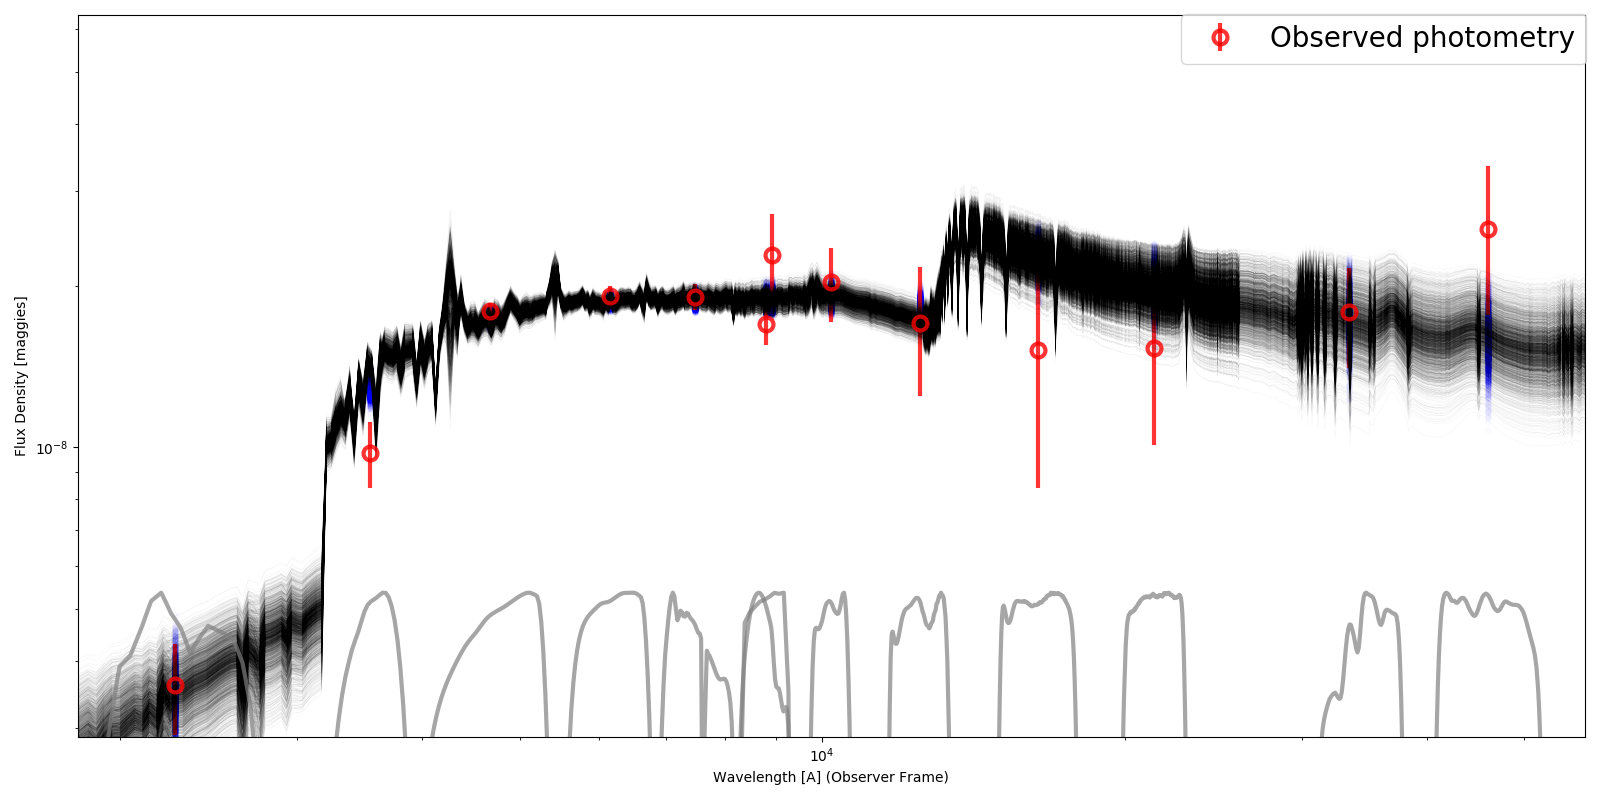 Observed photometry
Flux Density [maggies]
10⁻⁸
10⁴
Wavelength [A] (Observer Frame)